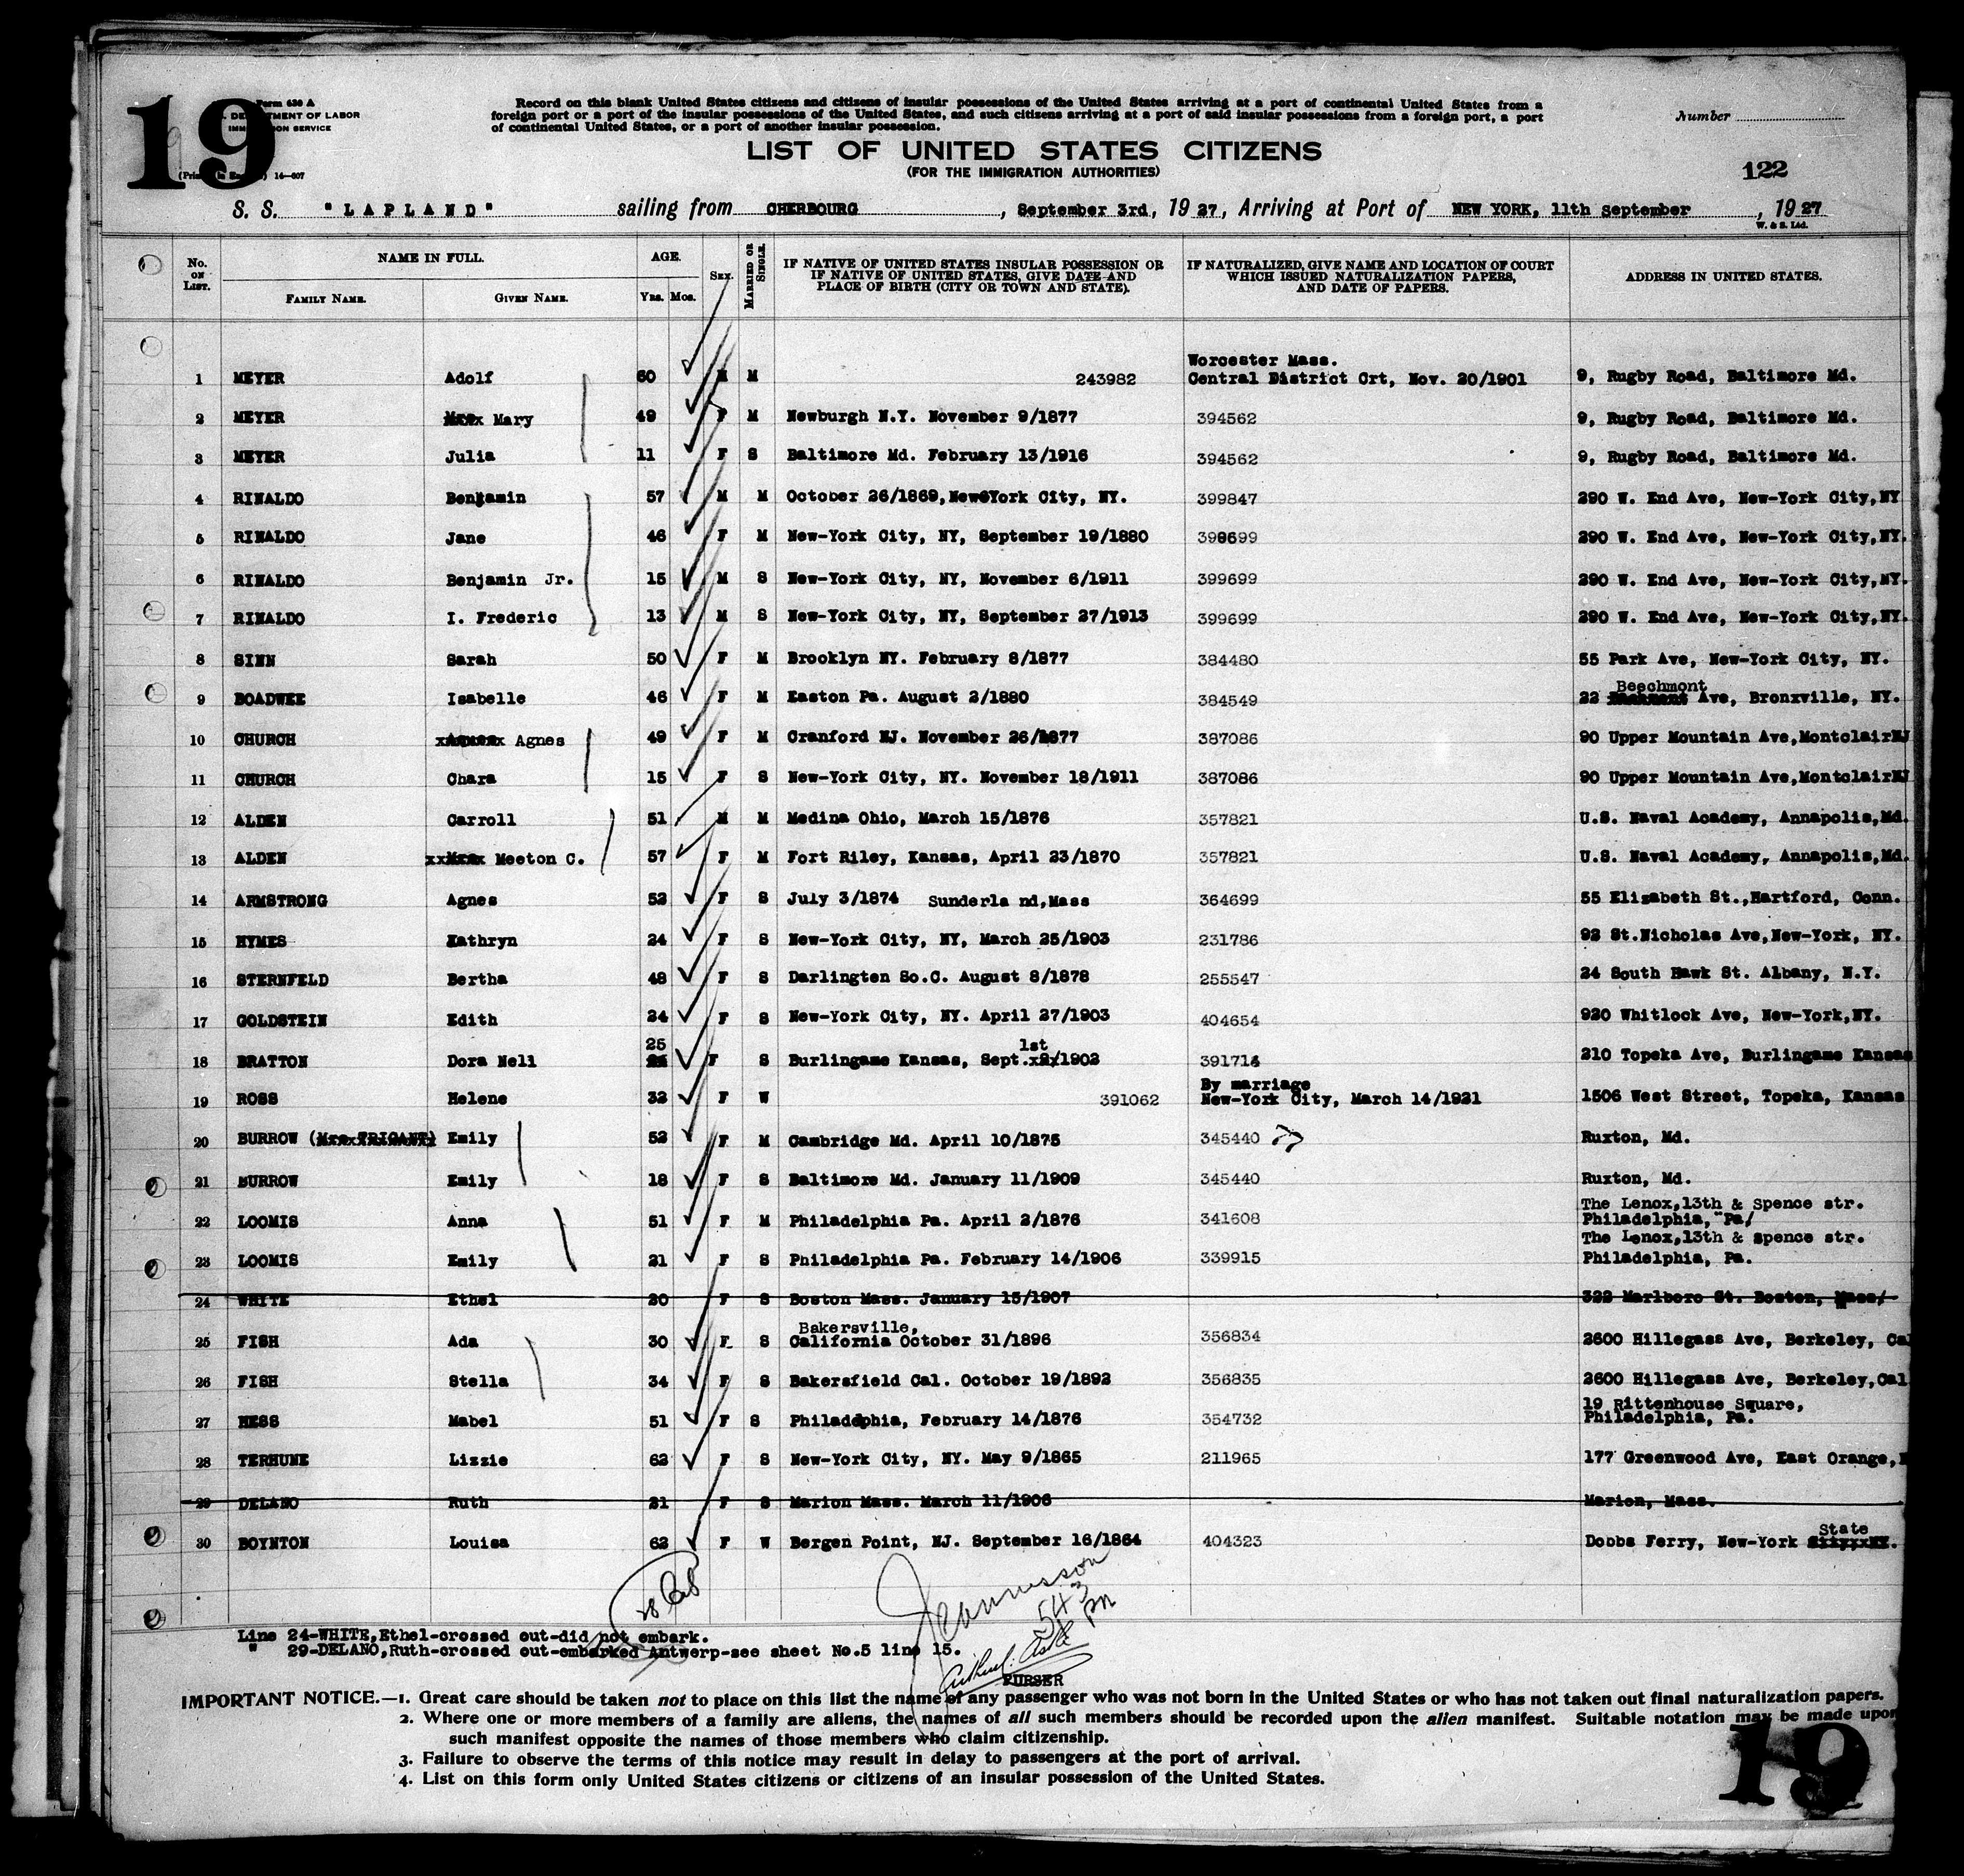 19
Form 630 A
DEPARTMENT OF LABOR
IMMIGRATION SERVICE
14—607
Record on this blank United States citizens and citizens of insular possessions of the United States arriving at a port of continental United States from a
foreign port or a port of the insular possessions of the United States, and such citizens arriving at a port of said insular possessions from a foreign port, a port
of continental United States, or a port of another insular possession.
Number
LIST OF UNITED STATES CITIZENS
(FOR THE IMMIGRATION AUTHORITIES)
122
S. S. "LAPLAND" sailing from CHERBOURG, September 3rd, 1927, Arriving at Port of NEW YORK, 11th September, 1927
W. & S. Ltd.
No. ON LIST. NAME IN FULL. FAMILY NAME. GIVEN NAME. AGE. YRS. MOS. SEX. MARRIED OR SINGLE. IF NATIVE OF UNITED STATES INSULAR POSSESSION OR IF NATIVE OF UNITED STATES, GIVE DATE AND PLACE OF BIRTH (CITY OR TOWN AND STATE). IF NATURALIZED, GIVE NAME AND LOCATION OF COURT WHICH ISSUED NATURALIZATION PAPERS, AND DATE OF PAPERS. ADDRESS IN UNITED STATES.
Worcester Mass.
1 MEYER Adolf 60 M M 243982 Central District Crt, Nov. 20/1901 9, Rugby Road, Baltimore Md.
2 MEYER Mary 49 F M Newburgh N.Y. November 9/1877 394562 9, Rugby Road, Baltimore Md.
3 MEYER Julia 11 F S Baltimore Md. February 13/1916 394562 9, Rugby Road, Baltimore Md.
4 RINALDO Benjamin 57 M M October 26/1869, New York City, NY. 399847 290 W. End Ave, New-York City,NY
5 RINALDO Jane 46 F M New-York City, NY, September 19/1880 399699 290 W. End Ave, New-York City,NY.
6 RINALDO Benjamin Jr. 15 M S New-York City, NY, November 6/1911 399699 290 W. End Ave, New-York City,NY.
7 RINALDO I. Frederic 13 M S New-York City, NY, September 27/1913 399699 290 W. End Ave, New-York City,NY.
8 SINN Sarah 50 F M Brooklyn NY. February 8/1877 384480 55 Park Ave, New-York City, NY.
Beechmont
9 BOADWEE Isabelle 46 F M Easton Pa. August 2/1880 384549 22 Ave, Bronxville, NY.
10 CHURCH Agnes 49 F M Cranford NJ. November 26/1877 387086 90 Upper Mountain Ave,MontclairNJ
11 CHURCH Chara 15 F S New-York City, NY. November 18/1911 387086 90 Upper Mountain Ave,MontclairNJ
12 ALDEN Carroll 51 M M Medina Ohio, March 15/1876 357821 U.S. Naval Academy, Annapolis,Md.
13 ALDEN Meeton C. 57 F M Fort Riley, Kansas, April 23/1870 357821 U.S. Naval Academy, Annapolis,Md.
14 ARMSTRONG Agnes 52 F S July 3/1874 Sunderla nd,Mass 364699 55 Elizabeth St.,Hartford, Conn.
15 HYMES Kathryn 24 F S New-York City, NY, March 25/1903 231786 92 St.Nicholas Ave,New-York, NY.
16 STERNFELD Bertha 48 F S Darlington So.C. August 8/1878 255547 24 South Hawk St. Albany, N.Y.
17 GOLDSTEIN Edith 24 F S New-York City, NY. April 27/1903 404654 920 Whitlock Ave, New-York,NY.
25 1st
18 BRATTON Dora Nell F S Burlingame Kansas, Sept. /1902 391714 210 Topeka Ave, Burlingame Kansas
By marriage
19 ROSS Helene 32 F W 391062 New-York City, March 14/1921 1506 West Street, Topeka, Kansas
20 BURROW (Mrs TRIGANT) Emily 52 F M Cambridge Md. April 10/1875 345440 Ruxton, Md.
21 BURROW Emily 18 F S Baltimore Md. January 11/1909 345440 Ruxton, Md.
The Lenox,13th & Spence str.
22 LOOMIS Anna 51 F M Philadelphia Pa. April 2/1876 341608 Philadelphia, Pa/
The Lenox,13th & Spence str.
23 LOOMIS Emily 21 F S Philadelphia Pa. February 14/1906 339915 Philadelphia, Pa.
24 WHITE Ethel 20 F S Boston Mass. January 15/1907 322 Marlboro St. Boston, Mass/
Bakersville,
25 FISH Ada 30 F S California October 31/1896 356834 2600 Hillegass Ave, Berkeley, Cal
26 FISH Stella 34 F S Bakersfield Cal. October 19/1892 356835 2600 Hillegass Ave, Berkeley,Cal
19 Rittenhouse Square,
27 HESS Mabel 51 F S Philadephia, February 14/1876 354732 Philadelphia, Pa.
28 TERHUNE Lizzie 62 F S New-York City, NY. May 9/1865 211965 177 Greenwood Ave, East Orange,
29 DELANO Ruth 21 F S Marion Mass. March 11/1906 Marion, Mass.
State
30 BOYNTON Louisa 62 F W Bergen Point, NJ. September 16/1864 404323 Dobbs Ferry, New-York
543
PM
Line 24-WHITE,Ethel-crossed out-did not embark.
" 29-DELANO,Ruth-crossed out-embarked Antwerp-see sheet No.5 line 15.
PURSER
IMPORTANT NOTICE.—1. Great care should be taken not to place on this list the name of any passenger who was not born in the United States or who has not taken out final naturalization papers.
2. Where one or more members of a family are aliens, the names of all such members should be recorded upon the alien manifest. Suitable notation may be made upon
such manifest opposite the names of those members who claim citizenship.
3. Failure to observe the terms of this notice may result in delay to passengers at the port of arrival.
4. List on this form only United States citizens or citizens of an insular possession of the United States.
19